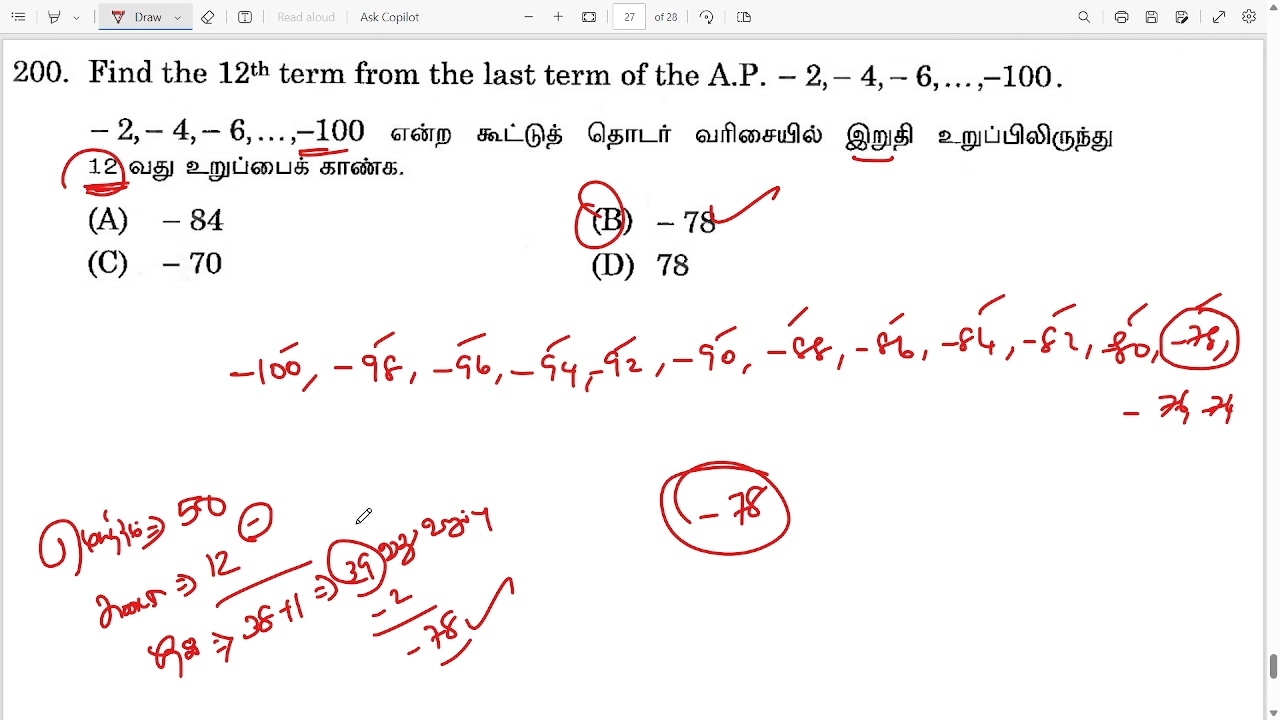 Draw Read aloud Ask Copilot 27 of 28
200. Find the 12th term from the last term of the A.P. – 2, – 4, – 6, ..., –100.
– 2, – 4, – 6, ..., –100 என்ற கூட்டுத் தொடர் வரிசையில் இறுதி உறுப்பிலிருந்து
12 வது உறுப்பைக் காண்க.
(A) – 84 (B) – 78
(C) – 70 (D) 78
–100, –98, –96, –94, –92, –90, –88, –86, –84, –82, –80, –78,
– 78
⇒ 50 –
⇒ 12
⇒ 38+1 ⇒ 39 வது உறுப்பு
–2
–78